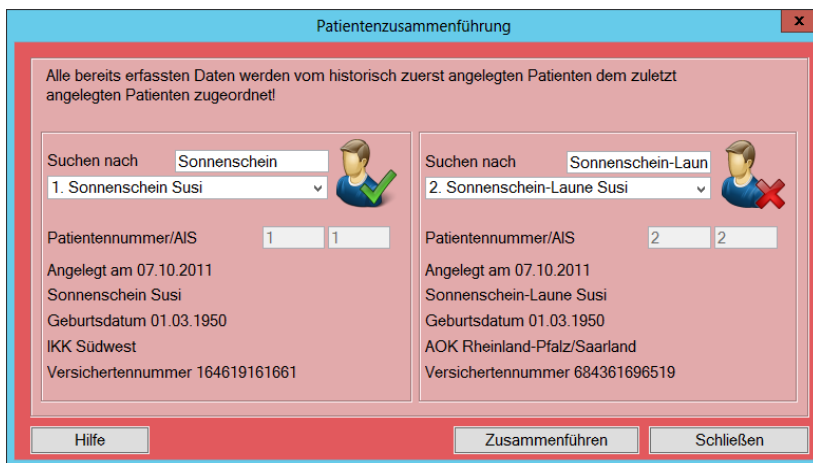 Patientenzusammenführung
x
Alle bereits erfassten Daten werden vom historisch zuerst angelegten Patienten dem zuletzt
angelegten Patienten zugeordnet!
Suchen nach Sonnenschein
1. Sonnenschein Susi
Patientennummer/AIS 1 1
Angelegt am 07.10.2011
Sonnenschein Susi
Geburtsdatum 01.03.1950
IKK Südwest
Versichertennummer 164619161661
Suchen nach Sonnenschein-Laun
2. Sonnenschein-Laune Susi
Patientennummer/AIS 2 2
Angelegt am 07.10.2011
Sonnenschein-Laune Susi
Geburtsdatum 01.03.1950
AOK Rheinland-Pfalz/Saarland
Versichertennummer 684361696519
Hilfe Zusammenführen Schließen